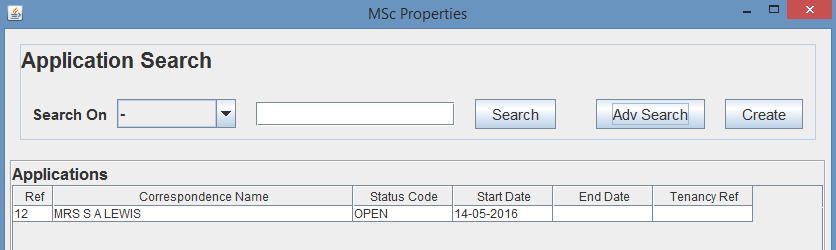 MSc Properties
Application Search
Search On - Search Adv Search Create
Applications
Ref Correspondence Name Status Code Start Date End Date Tenancy Ref
12 MRS S A LEWIS OPEN 14-05-2016